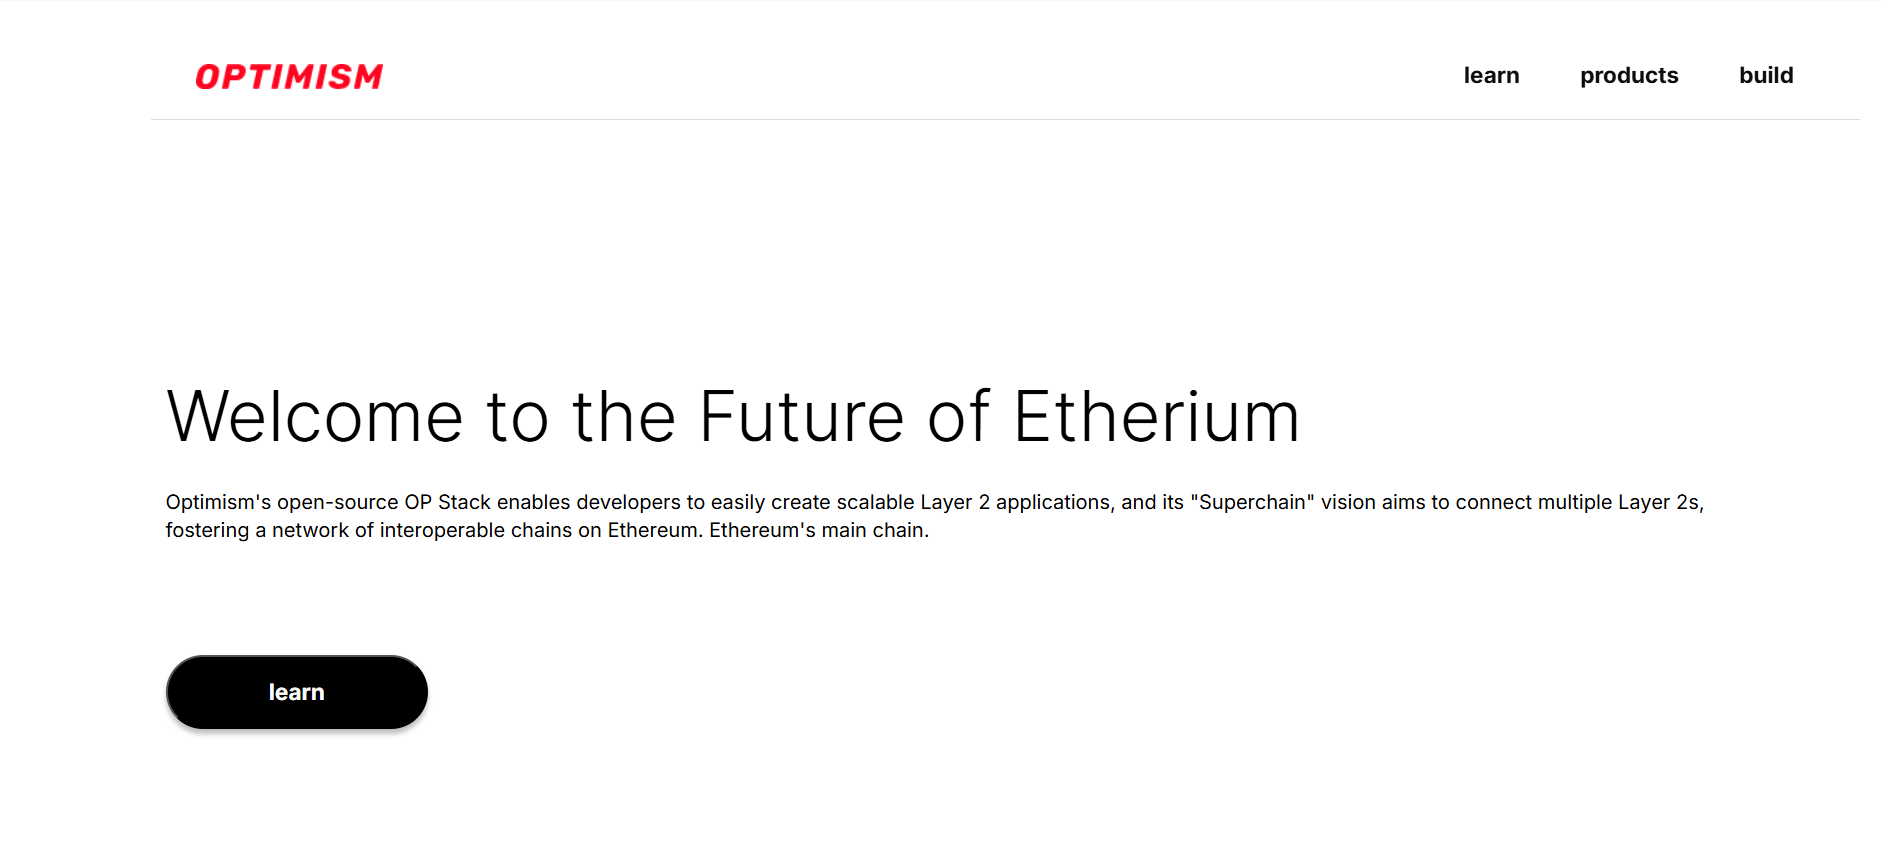 OPTIMISM
learn products build
Welcome to the Future of Etherium
Optimism's open-source OP Stack enables developers to easily create scalable Layer 2 applications, and its "Superchain" vision aims to connect multiple Layer 2s,
fostering a network of interoperable chains on Ethereum. Ethereum's main chain.
learn